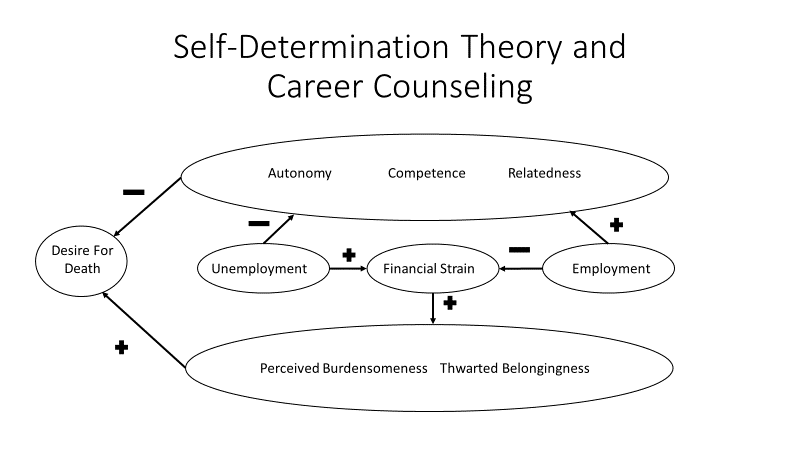 Self-Determination Theory and
Career Counseling
Autonomy Competence Relatedness
Desire For
Death
Unemployment Financial Strain Employment
Perceived Burdensomeness Thwarted Belongingness